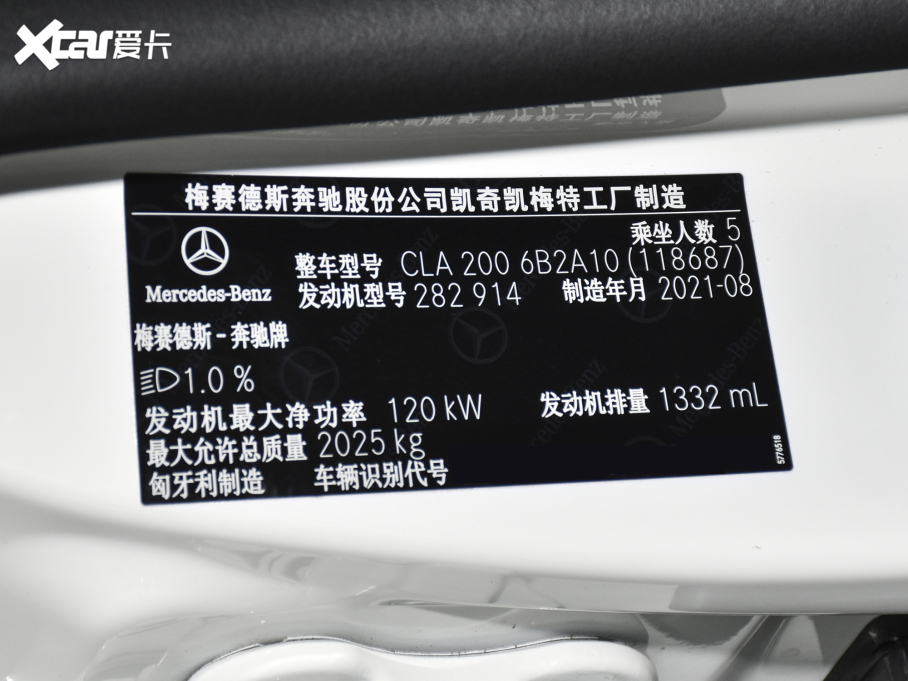 Xcar爱卡
梅赛德斯奔驰股份公司凯奇凯梅特工厂制造
乘坐人数 5
整车型号 CLA 200 6B2A10 (118687)
Mercedes-Benz
发动机型号 282 914 制造年月 2021-08
梅赛德斯-奔驰牌
1.0 %
发动机最大净功率 120 kW 发动机排量 1332 mL
最大允许总质量 2025 kg
匈牙利制造 车辆识别代号
5776518